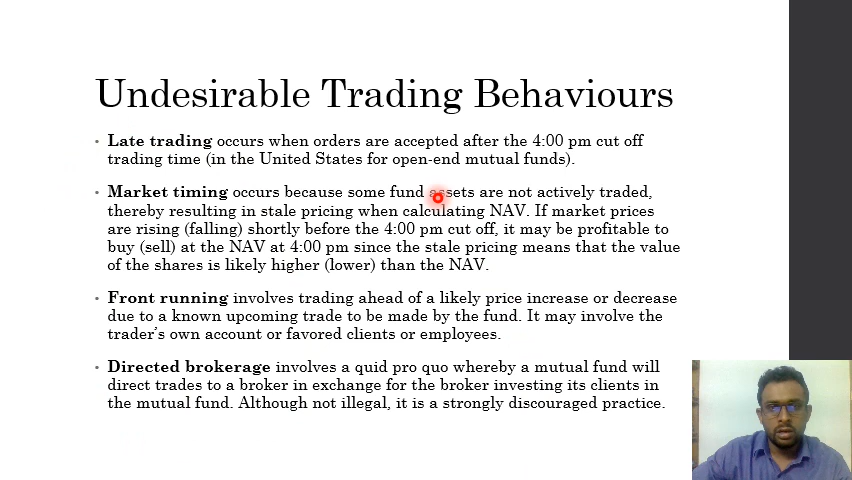 Undesirable Trading Behaviours
• Late trading occurs when orders are accepted after the 4:00 pm cut off
trading time (in the United States for open-end mutual funds).
• Market timing occurs because some fund assets are not actively traded,
thereby resulting in stale pricing when calculating NAV. If market prices
are rising (falling) shortly before the 4:00 pm cut off, it may be profitable to
buy (sell) at the NAV at 4:00 pm since the stale pricing means that the value
of the shares is likely higher (lower) than the NAV.
• Front running involves trading ahead of a likely price increase or decrease
due to a known upcoming trade to be made by the fund. It may involve the
trader's own account or favored clients or employees.
• Directed brokerage involves a quid pro quo whereby a mutual fund will
direct trades to a broker in exchange for the broker investing its clients in
the mutual fund. Although not illegal, it is a strongly discouraged practice.